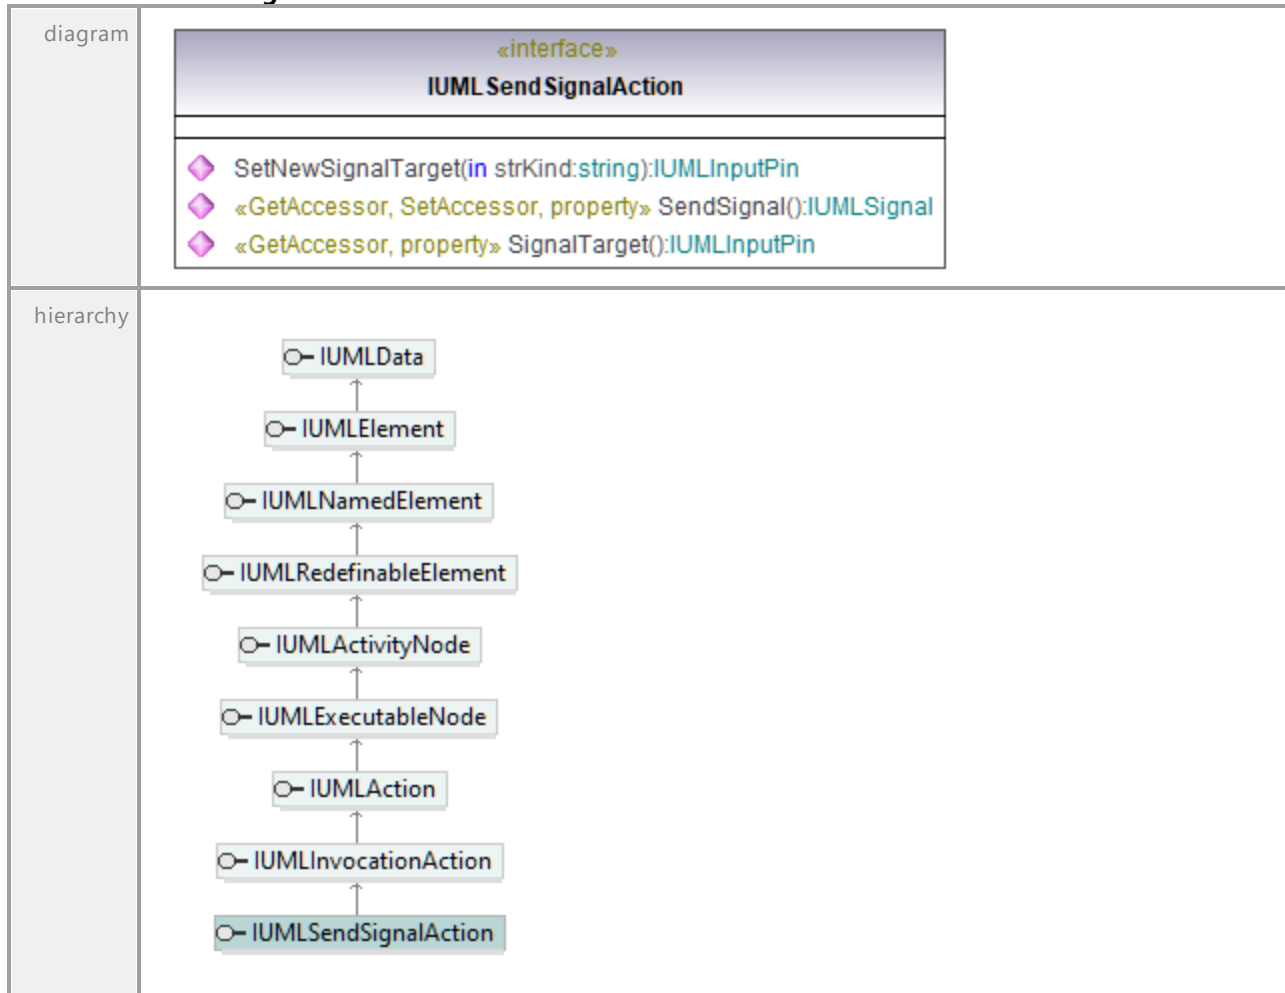 diagram
«interface»
IUMLSendSignalAction
SetNewSignalTarget(in strKind:string):IUMLInputPin
«GetAccessor, SetAccessor, property» SendSignal():IUMLSignal
«GetAccessor, property» SignalTarget():IUMLInputPin
hierarchy
IUMLData
IUMLElement
IUMLNamedElement
IUMLRedefinableElement
IUMLActivityNode
IUMLExecutableNode
IUMLAction
IUMLInvocationAction
IUMLSendSignalAction